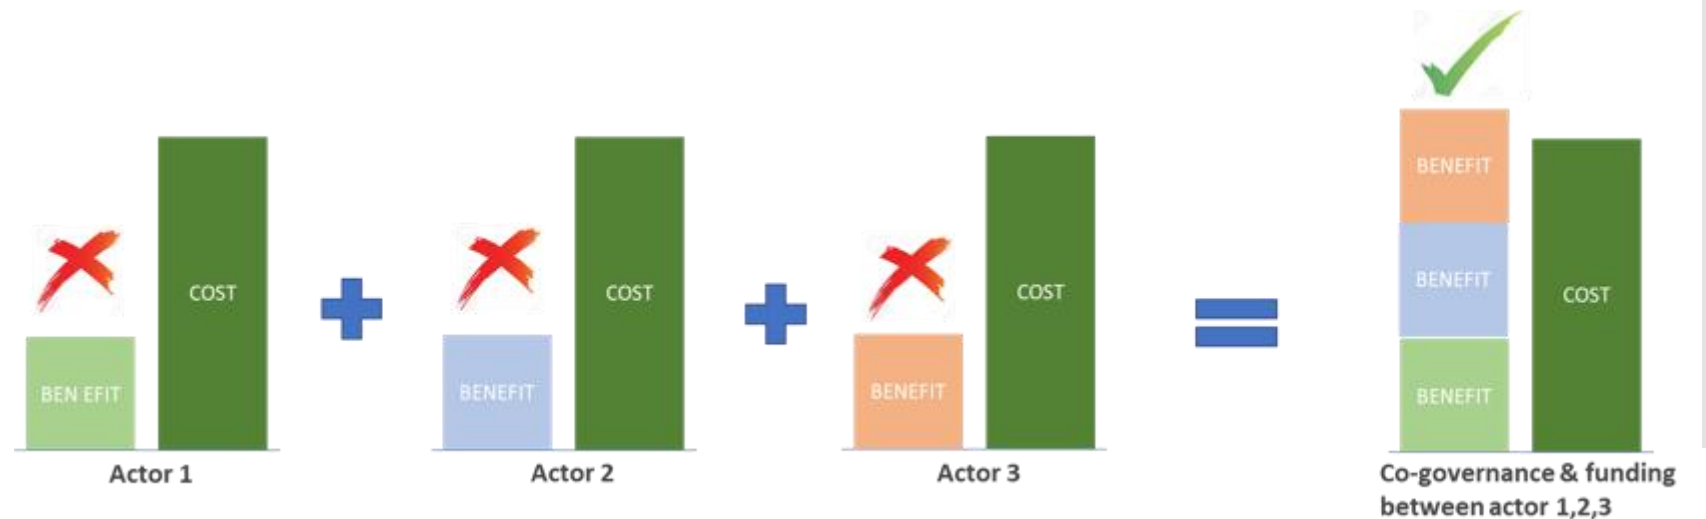 BEN EFIT
COST
Actor 1
BENEFIT
COST
Actor 2
BENEFIT
COST
Actor 3
BENEFIT
BENEFIT
BENEFIT
COST
Co-governance & funding
between actor 1,2,3